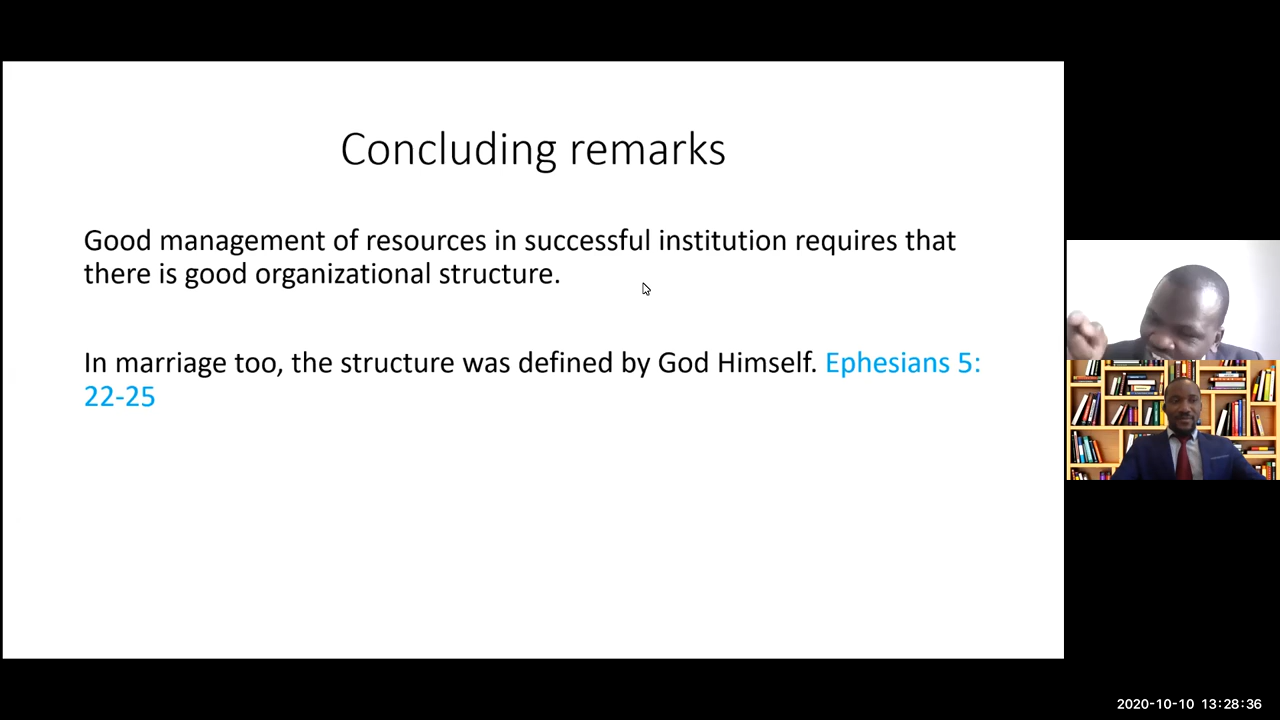 Concluding remarks
Good management of resources in successful institution requires that
there is good organizational structure.
In marriage too, the structure was defined by God Himself. Ephesians 5:
22-25
2020-10-10 13:28:36